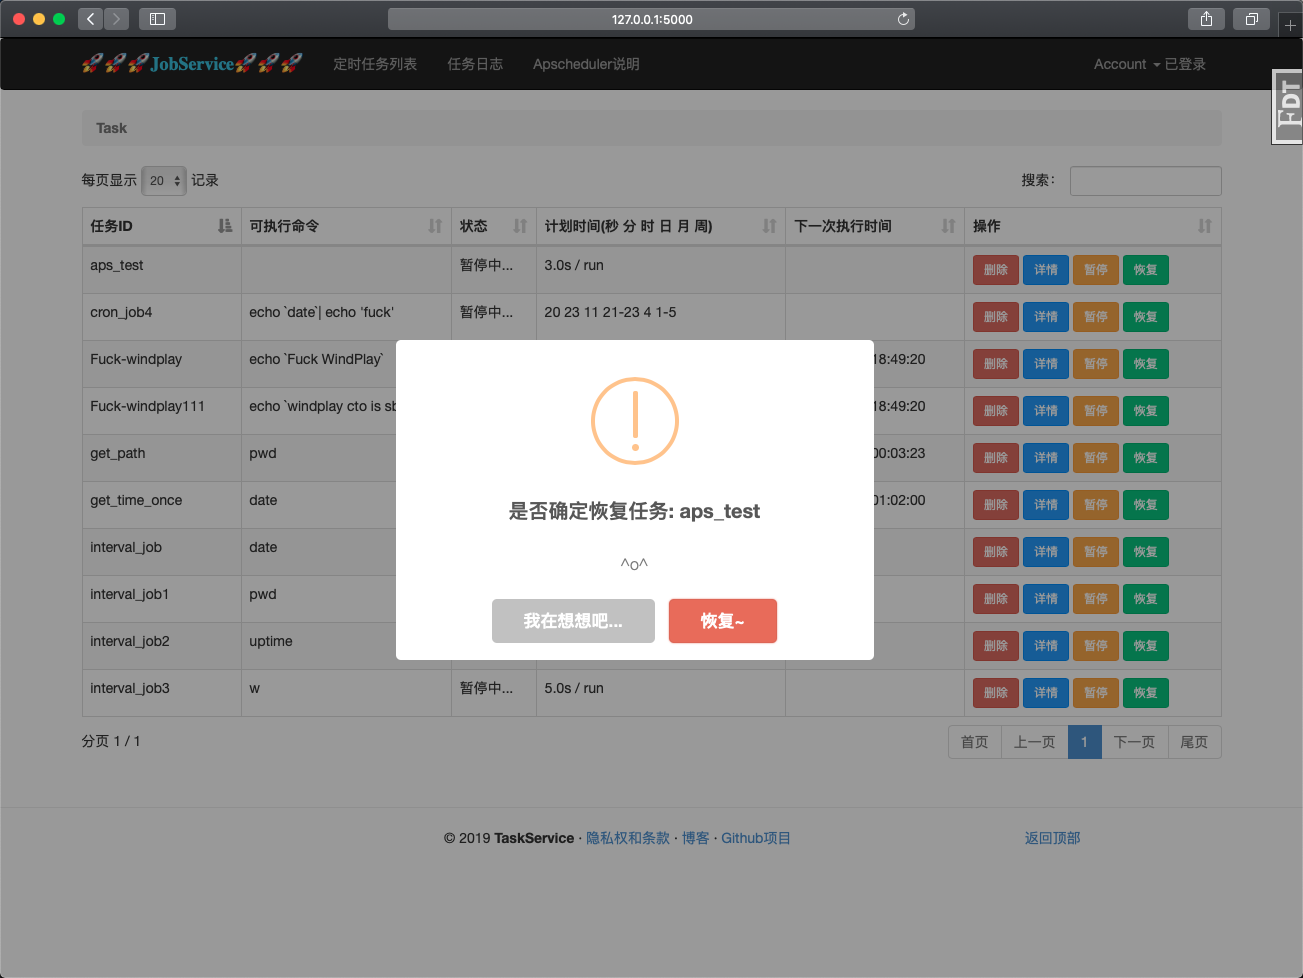 127.0.0.1:5000
🚀🚀🚀JobService🚀🚀🚀 定时任务列表 任务日志 Apscheduler说明 Account 已登录
FDT
Task
每页显示 20 记录 搜索：
任务ID 可执行命令 状态 计划时间(秒 分 时 日 月 周) 下一次执行时间 操作
aps_test 暂停中... 3.0s / run 删除 详情 暂停 恢复
cron_job4 echo `date`| echo 'fuck' 暂停中... 20 23 11 21-23 4 1-5 删除 详情 暂停 恢复
Fuck-windplay echo `Fuck WindPlay` 18:49:20 删除 详情 暂停 恢复
Fuck-windplay111 echo `windplay cto is 18:49:20 删除 详情 暂停 恢复
get_path pwd 00:03:23 删除 详情 暂停 恢复
get_time_once date 01:02:00 删除 详情 暂停 恢复
interval_job date 删除 详情 暂停 恢复
interval_job1 pwd 删除 详情 暂停 恢复
interval_job2 uptime 删除 详情 暂停 恢复
interval_job3 w 暂停中... 5.0s / run 删除 详情 暂停 恢复
是否确定恢复任务: aps_test
^o^
我在想想吧... 恢复~
分页 1 / 1 首页 上一页 1 下一页 尾页
© 2019 TaskService · 隐私权和条款 · 博客 · Github项目 返回顶部